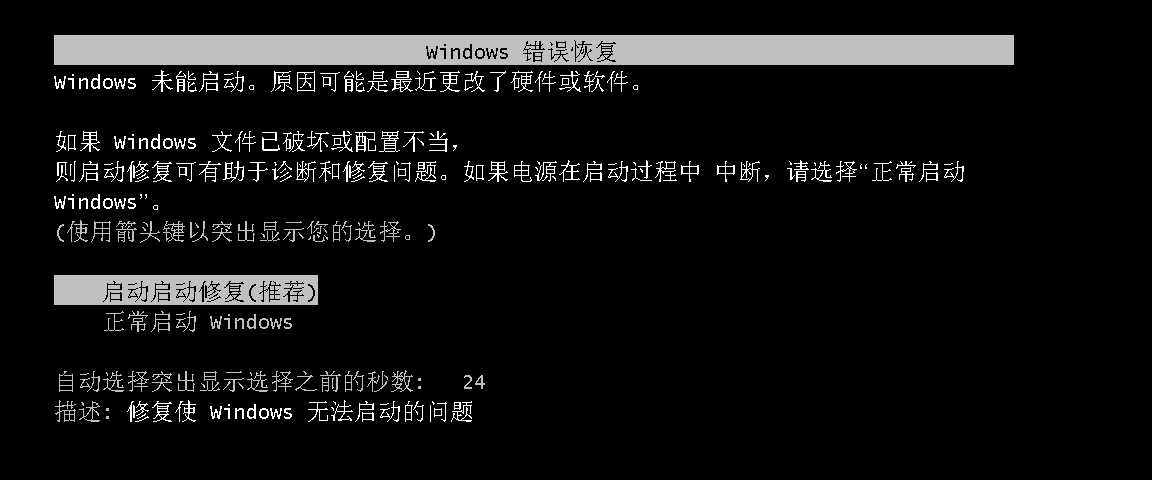 Windows 错误恢复
Windows 未能启动。原因可能是最近更改了硬件或软件。
如果 Windows 文件已破坏或配置不当，
则启动修复可有助于诊断和修复问题。如果电源在启动过程中 中断，请选择“正常启动
Windows”。
(使用箭头键以突出显示您的选择。)
启动启动修复(推荐)
正常启动 Windows
自动选择突出显示选择之前的秒数: 24
描述: 修复使 Windows 无法启动的问题